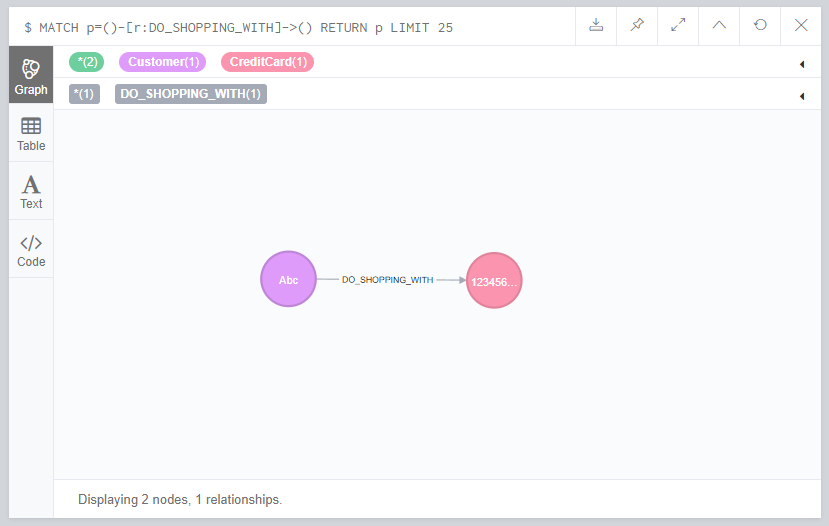 $ MATCH p=()-[r:DO_SHOPPING_WITH]->() RETURN p LIMIT 25
*(2) Customer(1) CreditCard(1)
*(1) DO_SHOPPING_WITH(1)
Graph
Table
A
Text
</>
Code
Abc DO_SHOPPING_WITH 123456...
Displaying 2 nodes, 1 relationships.